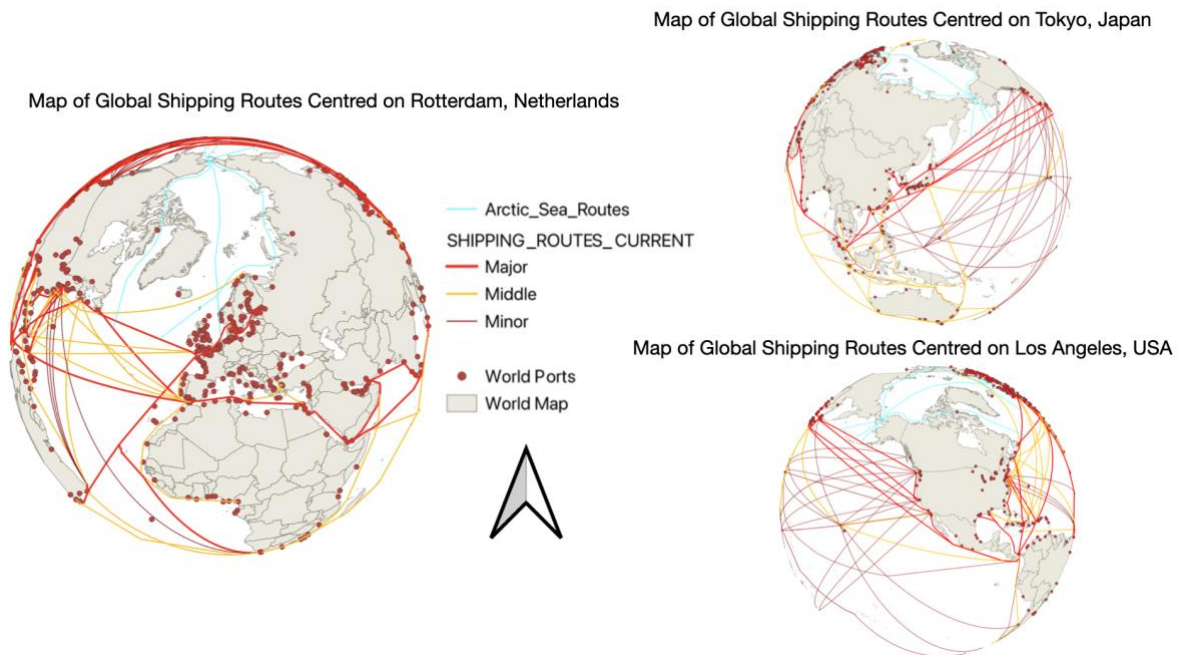 Map of Global Shipping Routes Centred on Rotterdam, Netherlands
Arctic_Sea_Routes
SHIPPING_ROUTES_CURRENT
Major
Middle
Minor
World Ports
World Map
Map of Global Shipping Routes Centred on Tokyo, Japan
Map of Global Shipping Routes Centred on Los Angeles, USA